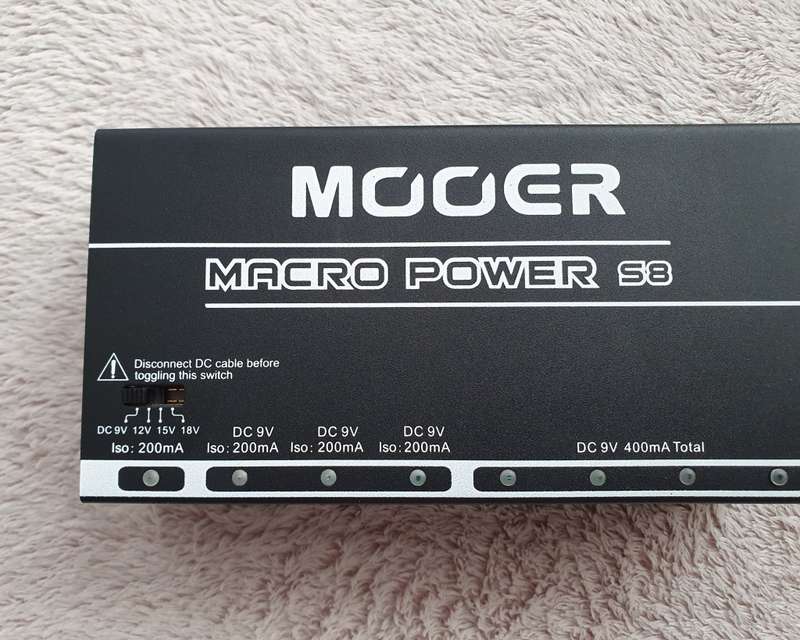 MOOER
MACRO POWER S8
Disconnect DC cable before
toggling this switch
DC 9V 12V 15V 18V
Iso: 200mA
DC 9V
Iso: 200mA
DC 9V
Iso: 200mA
DC 9V
Iso: 200mA
DC 9V 400mA Total